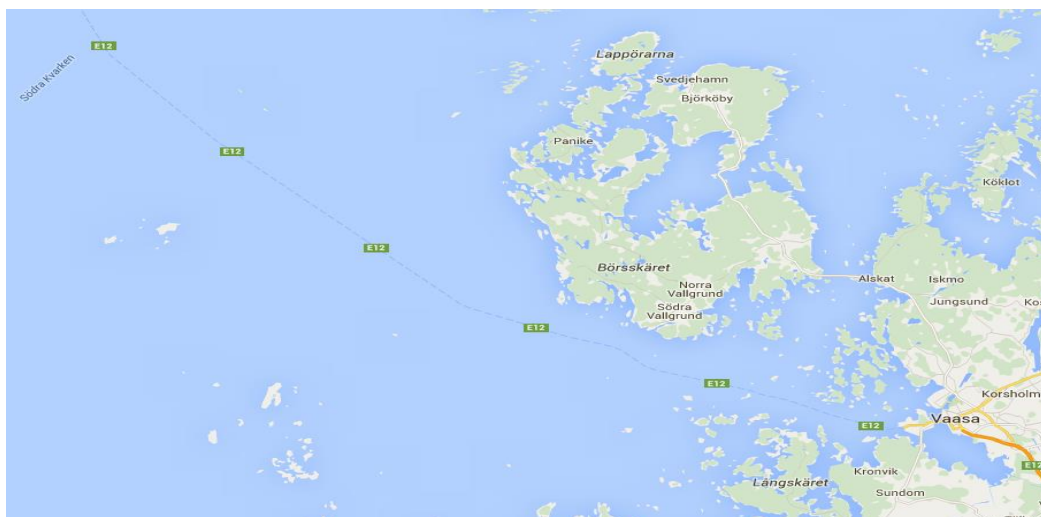 E12
Södra Kvarken
Lappörarna
Svedjehamn
Björköby
E12
Panike
Köklot
E12
Börsskäret
Alskat
Iskmo
Norra
Vallgrund
Jungsund
Södra
Vallgrund
E12
E12
Korsholm
Vaasa
E12
E12
Kronvik
Långskäret
Sundom